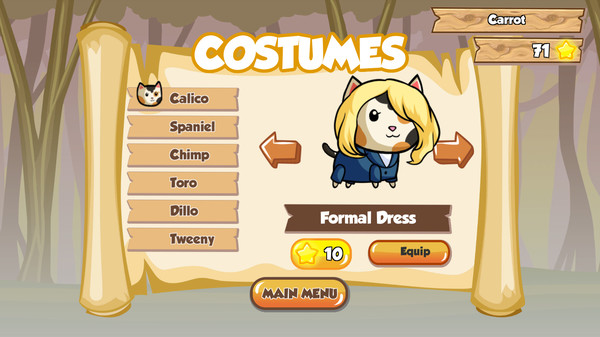 Carrot
71
COSTUMES
Calico
Spaniel
Chimp
Toro
Dillo
Tweeny
Formal Dress
10
Equip
MAIN MENU